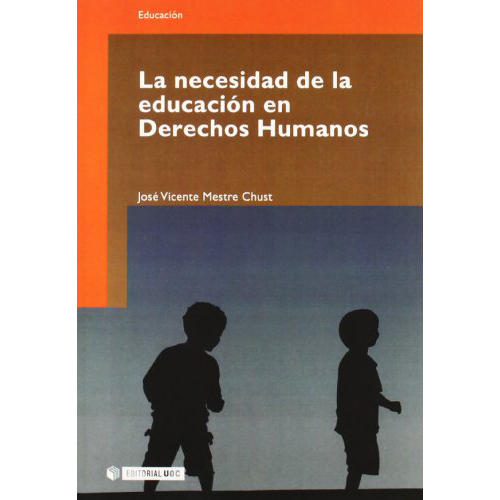 Educación
La necesidad de la
educación en
Derechos Humanos
José Vicente Mestre Chust
EDITORIAL UOC